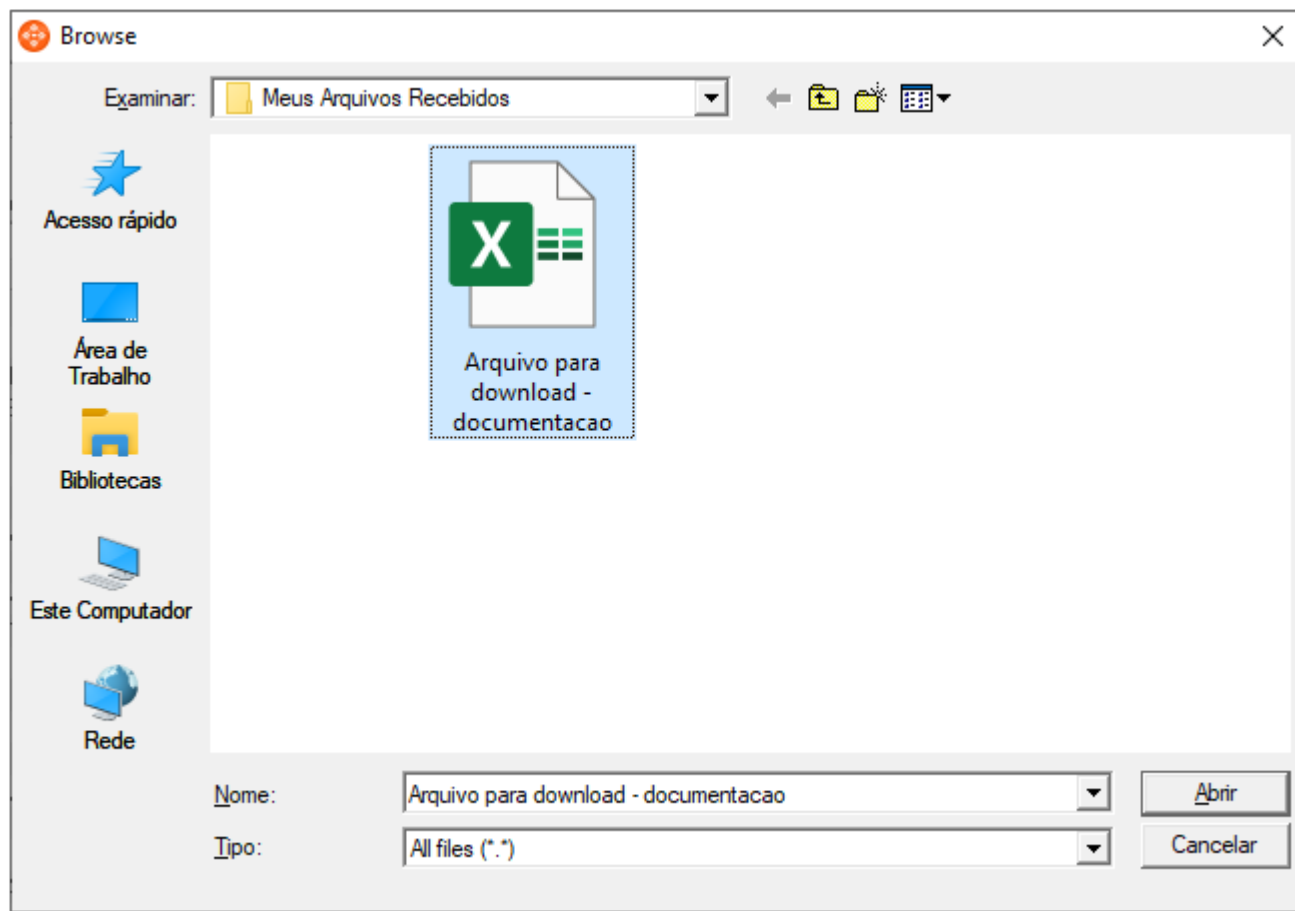 Browse
Examinar: Meus Arquivos Recebidos
Acesso rápido
Área de
Trabalho
Bibliotecas
Este Computador
Rede
X
Arquivo para
download -
documentacao
Nome: Arquivo para download - documentacao Abrir
Tipo: All files (*.*) Cancelar